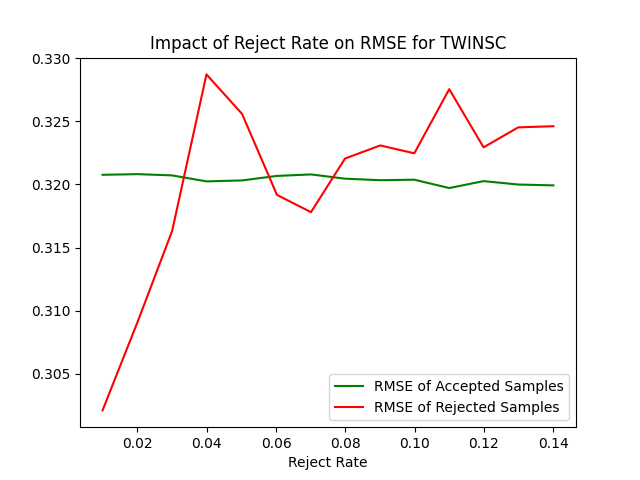 Impact of Reject Rate on RMSE for TWINSC
0.330
0.325
0.320
0.315
0.310
0.305
RMSE of Accepted Samples
RMSE of Rejected Samples
0.02 0.04 0.06 0.08 0.10 0.12 0.14
Reject Rate